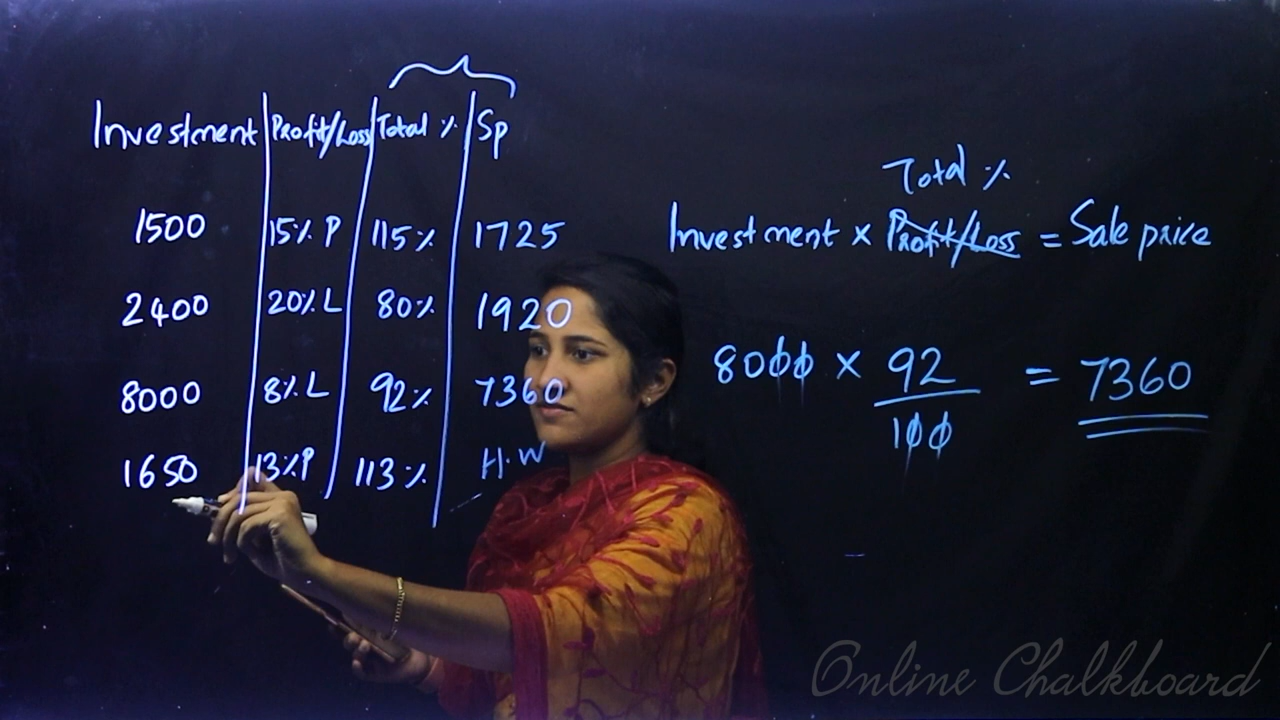 Investment Profit/Loss Total % Sp
1500 15% P 115% 1725
2400 20% L 80% 1920
8000 8% L 92% 7360
1650 13% P 113% H.W
Total %
Investment × Profit/Loss = Sale price
8000 × 92 = 7360
100
Online Chalkboard